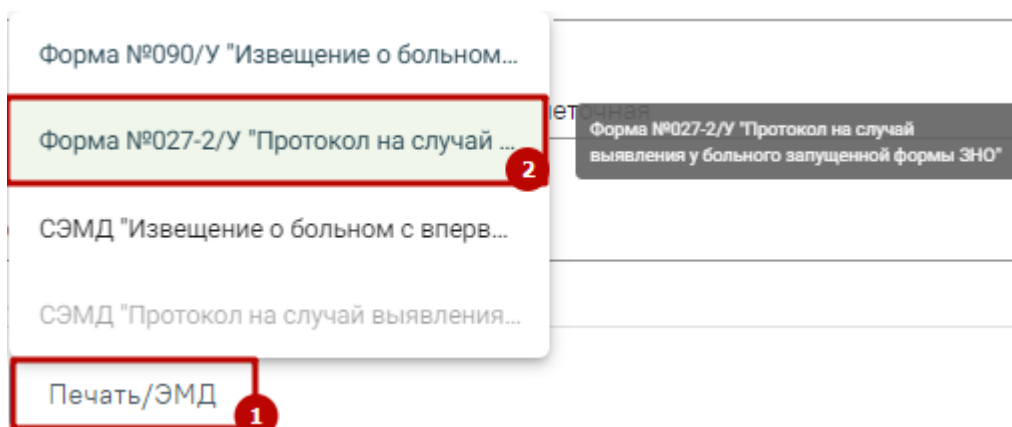 Форма №090/У "Извещение о больном...
Форма №027-2/У "Протокол на случай ...
2
Форма №027-2/У "Протокол на случай
выявления у больного запущенной формы ЗНО"
СЭМД "Извещение о больном с вперв...
СЭМД "Протокол на случай выявления...
Печать/ЭМД
1